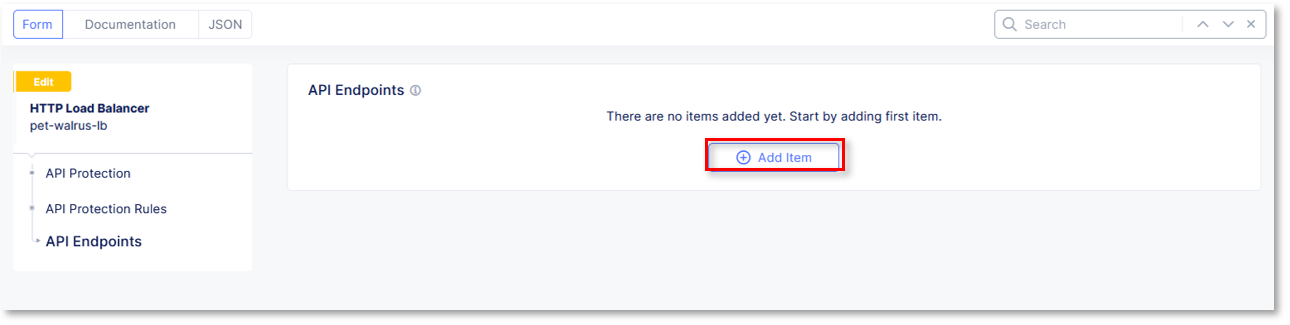 Form Documentation JSON
Search
Edit
HTTP Load Balancer
pet-walrus-lb
API Protection
API Protection Rules
API Endpoints
API Endpoints
There are no items added yet. Start by adding first item.
Add Item